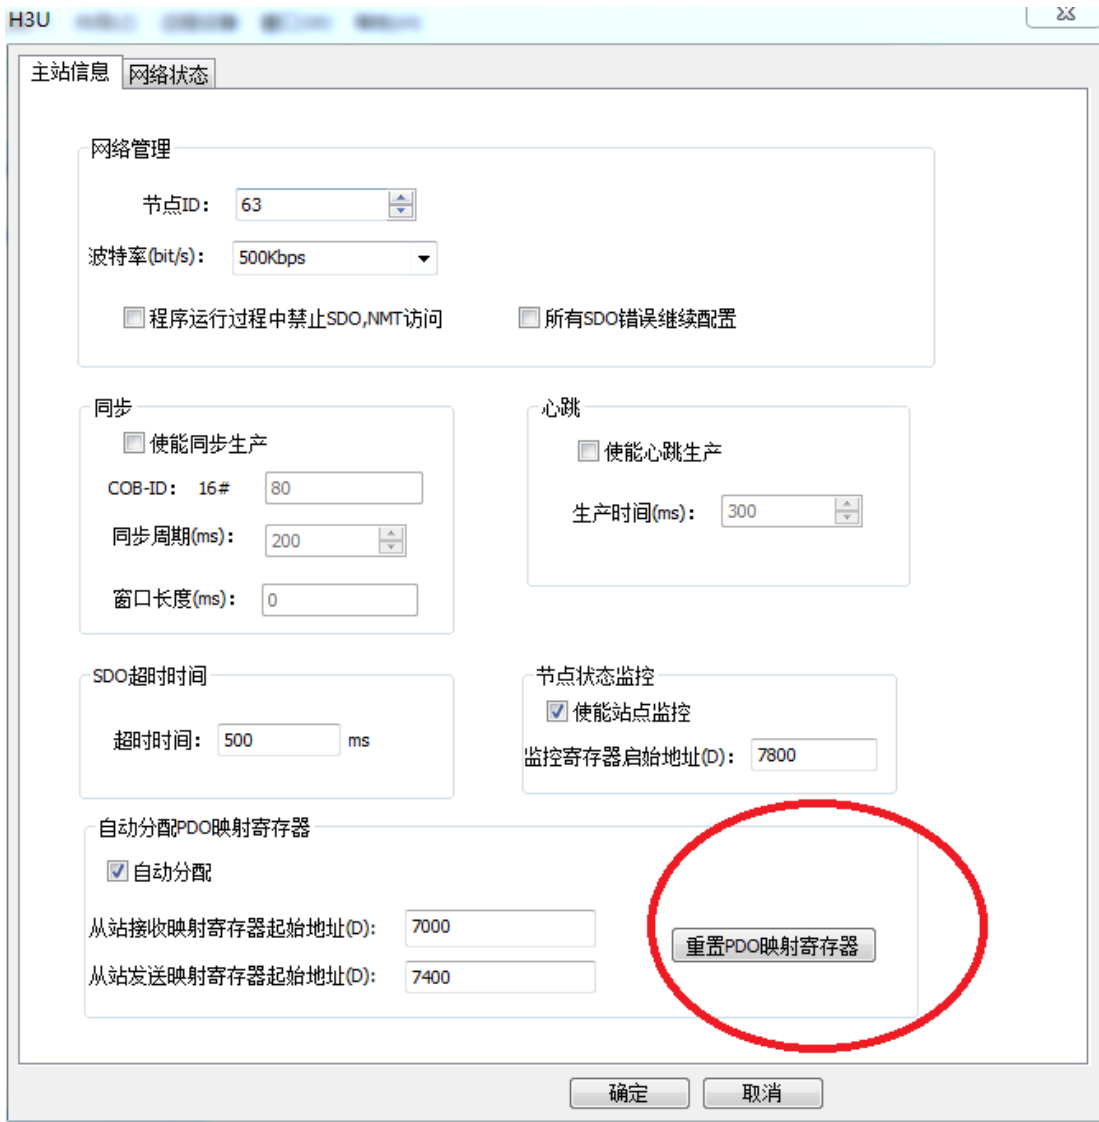 H3U
主站信息
网络状态
网络管理
节点ID： 63
波特率(bit/s)： 500Kbps
程序运行过程中禁止SDO,NMT访问
所有SDO错误继续配置
同步
使能同步生产
COB-ID： 16# 80
同步周期(ms)： 200
窗口长度(ms)： 0
心跳
使能心跳生产
生产时间(ms)： 300
SDO超时时间
超时时间： 500 ms
节点状态监控
使能站点监控
监控寄存器启始地址(D)： 7800
自动分配PDO映射寄存器
自动分配
从站接收映射寄存器起始地址(D)： 7000
从站发送映射寄存器起始地址(D)： 7400
重置PDO映射寄存器
确定
取消